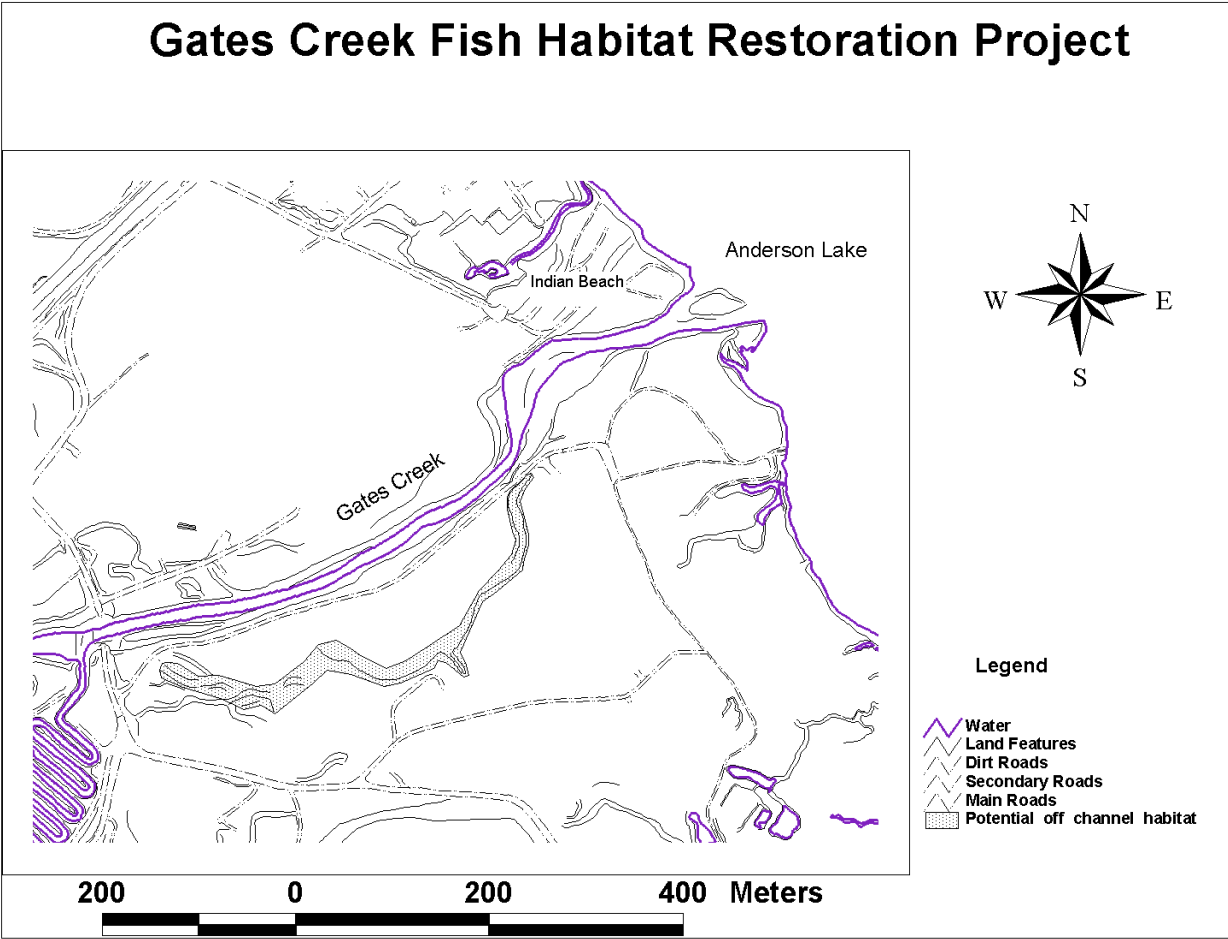 Gates Creek Fish Habitat Restoration Project
N
Anderson Lake
Indian Beach
W
E
S
Gates Creek
Legend
Water
Land Features
Dirt Roads
Secondary Roads
Main Roads
Potential off channel habitat
200 0 200 400 Meters